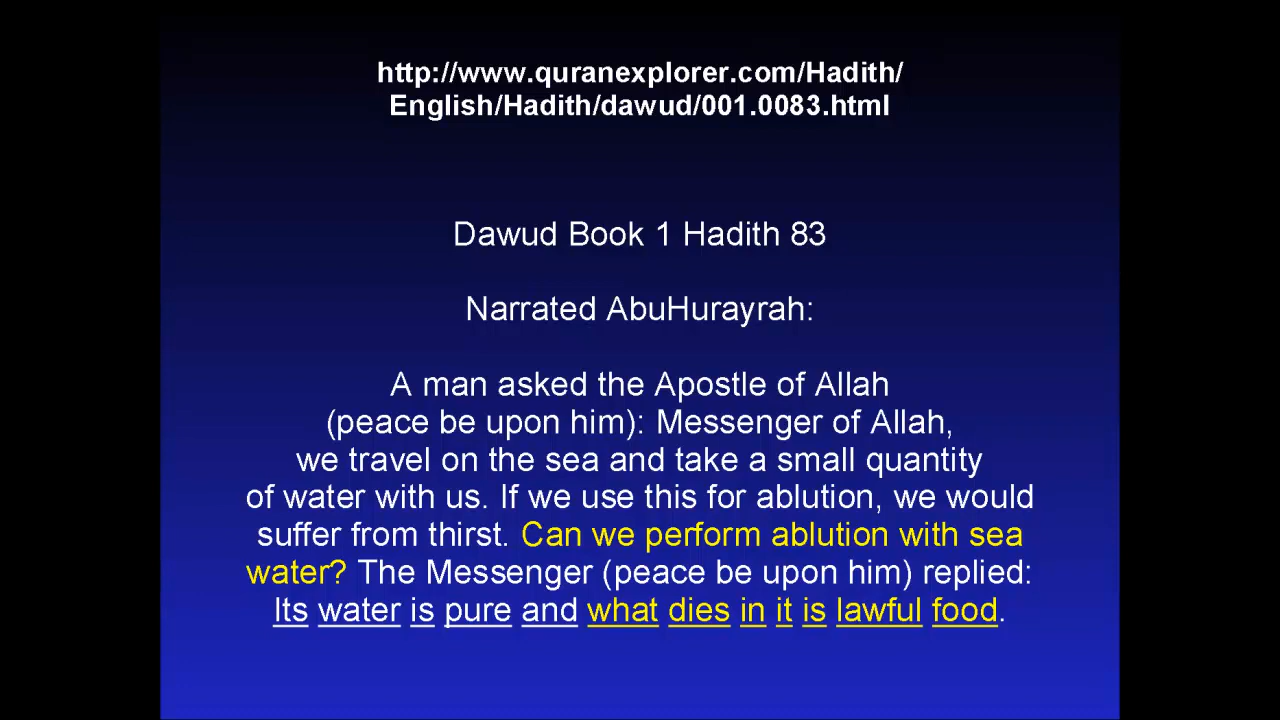 http://www.quranexplorer.com/Hadith/
English/Hadith/dawud/001.0083.html
Dawud Book 1 Hadith 83
Narrated AbuHurayrah:
A man asked the Apostle of Allah
(peace be upon him): Messenger of Allah,
we travel on the sea and take a small quantity
of water with us. If we use this for ablution, we would
suffer from thirst. Can we perform ablution with sea
water? The Messenger (peace be upon him) replied:
Its water is pure and what dies in it is lawful food.